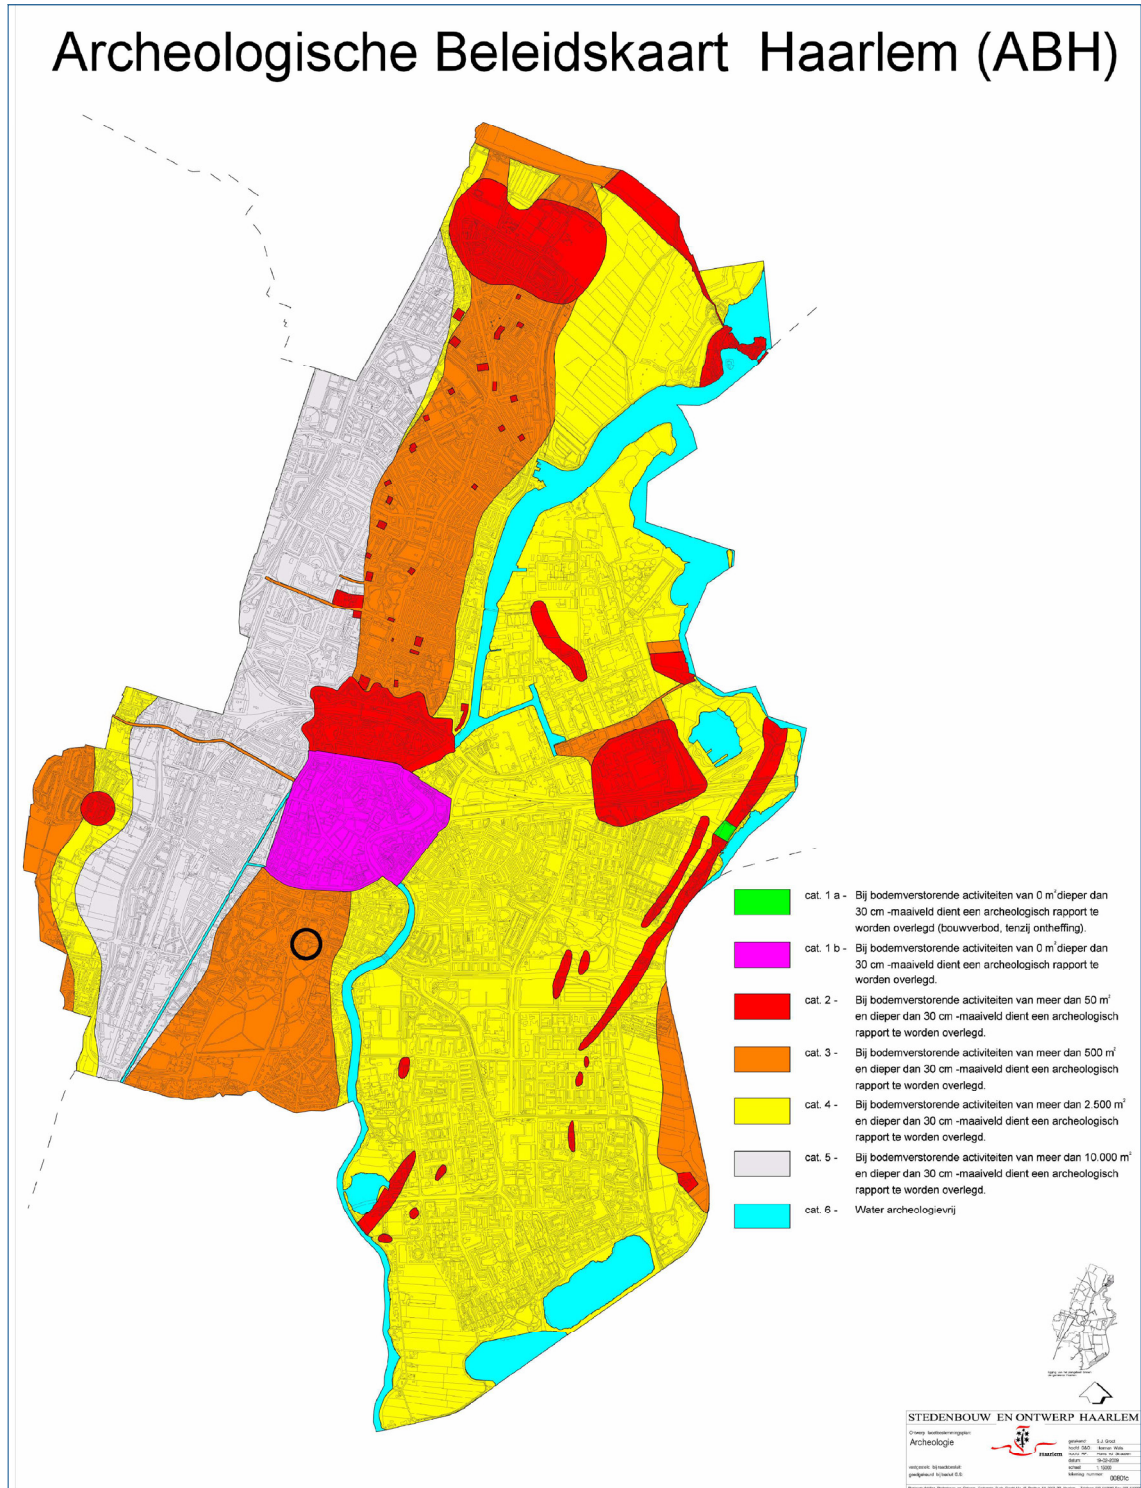 Archeologische Beleidskaart Haarlem (ABH)
cat. 1 a - Bij bodemverstorende activiteiten van 0 m² dieper dan
30 cm -maaiveld dient een archeologisch rapport te
worden overlegd (bouwverbod, tenzij ontheffing).
cat. 1 b - Bij bodemverstorende activiteiten van 0 m² dieper dan
30 cm -maaiveld dient een archeologisch rapport te
worden overlegd.
cat. 2 - Bij bodemverstorende activiteiten van meer dan 50 m²
en dieper dan 30 cm -maaiveld dient een archeologisch
rapport te worden overlegd.
cat. 3 - Bij bodemverstorende activiteiten van meer dan 500 m²
en dieper dan 30 cm -maaiveld dient een archeologisch
rapport te worden overlegd.
cat. 4 - Bij bodemverstorende activiteiten van meer dan 2.500 m²
en dieper dan 30 cm -maaiveld dient een archeologisch
rapport te worden overlegd.
cat. 5 - Bij bodemverstorende activiteiten van meer dan 10.000 m²
en dieper dan 30 cm -maaiveld dient een archeologisch
rapport te worden overlegd.
cat. 6 - Water archeologievrij
STEDENBOUW EN ONTWERP HAARLEM
Archeologie
haarlem
datum 19-02-2009